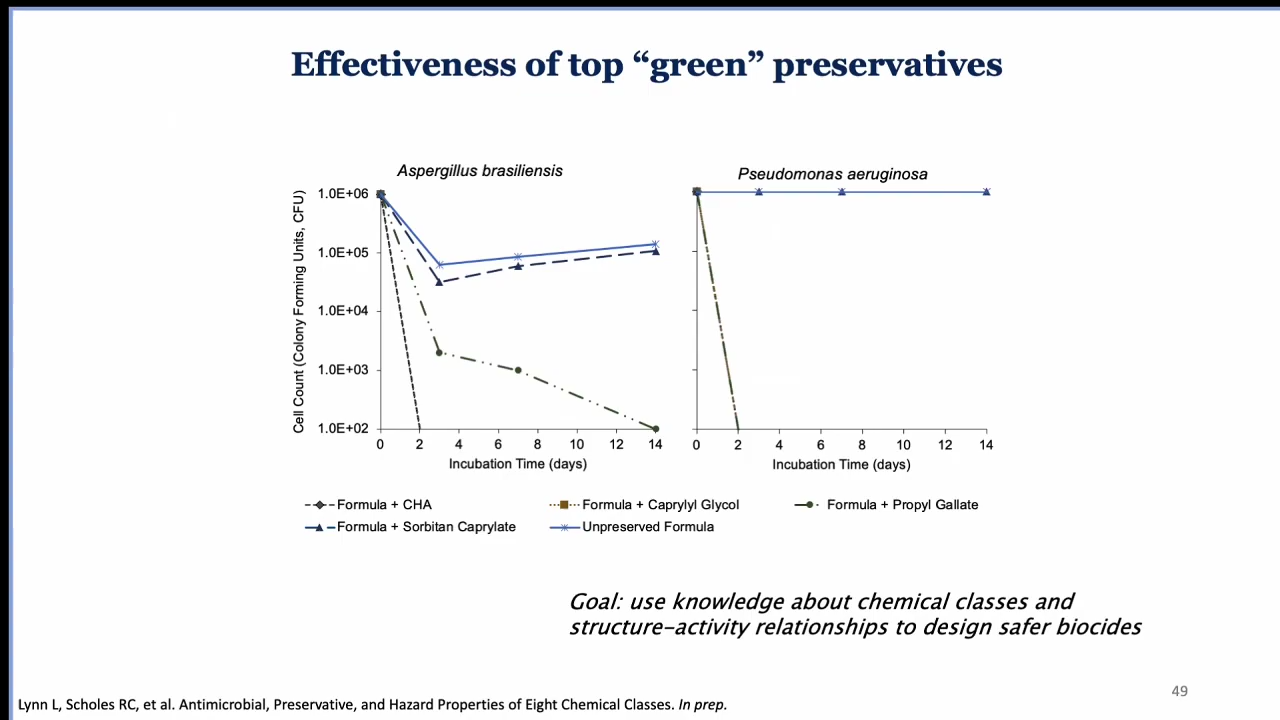 Effectiveness of top “green” preservatives
Aspergillus brasiliensis
Cell Count (Colony Forming Units, CFU)
1.0E+06
1.0E+05
1.0E+04
1.0E+03
1.0E+02
0 2 4 6 8 10 12 14
Incubation Time (days)
Pseudomonas aeruginosa
0 2 4 6 8 10 12 14
Incubation Time (days)
Formula + CHA
Formula + Caprylyl Glycol
Formula + Propyl Gallate
Formula + Sorbitan Caprylate
Unpreserved Formula
Goal: use knowledge about chemical classes and
structure-activity relationships to design safer biocides
49
Lynn L, Scholes RC, et al. Antimicrobial, Preservative, and Hazard Properties of Eight Chemical Classes. In prep.